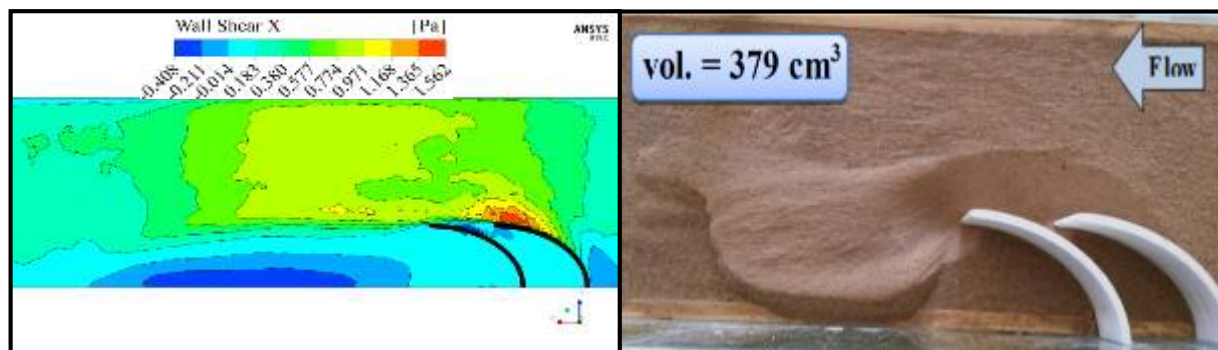 Wall Shear X [Pa]
ANSYS
-0.408
-0.211
-0.014
0.183
0.380
0.577
0.774
0.971
1.168
1.365
1.562
vol. = 379 cm³
Flow